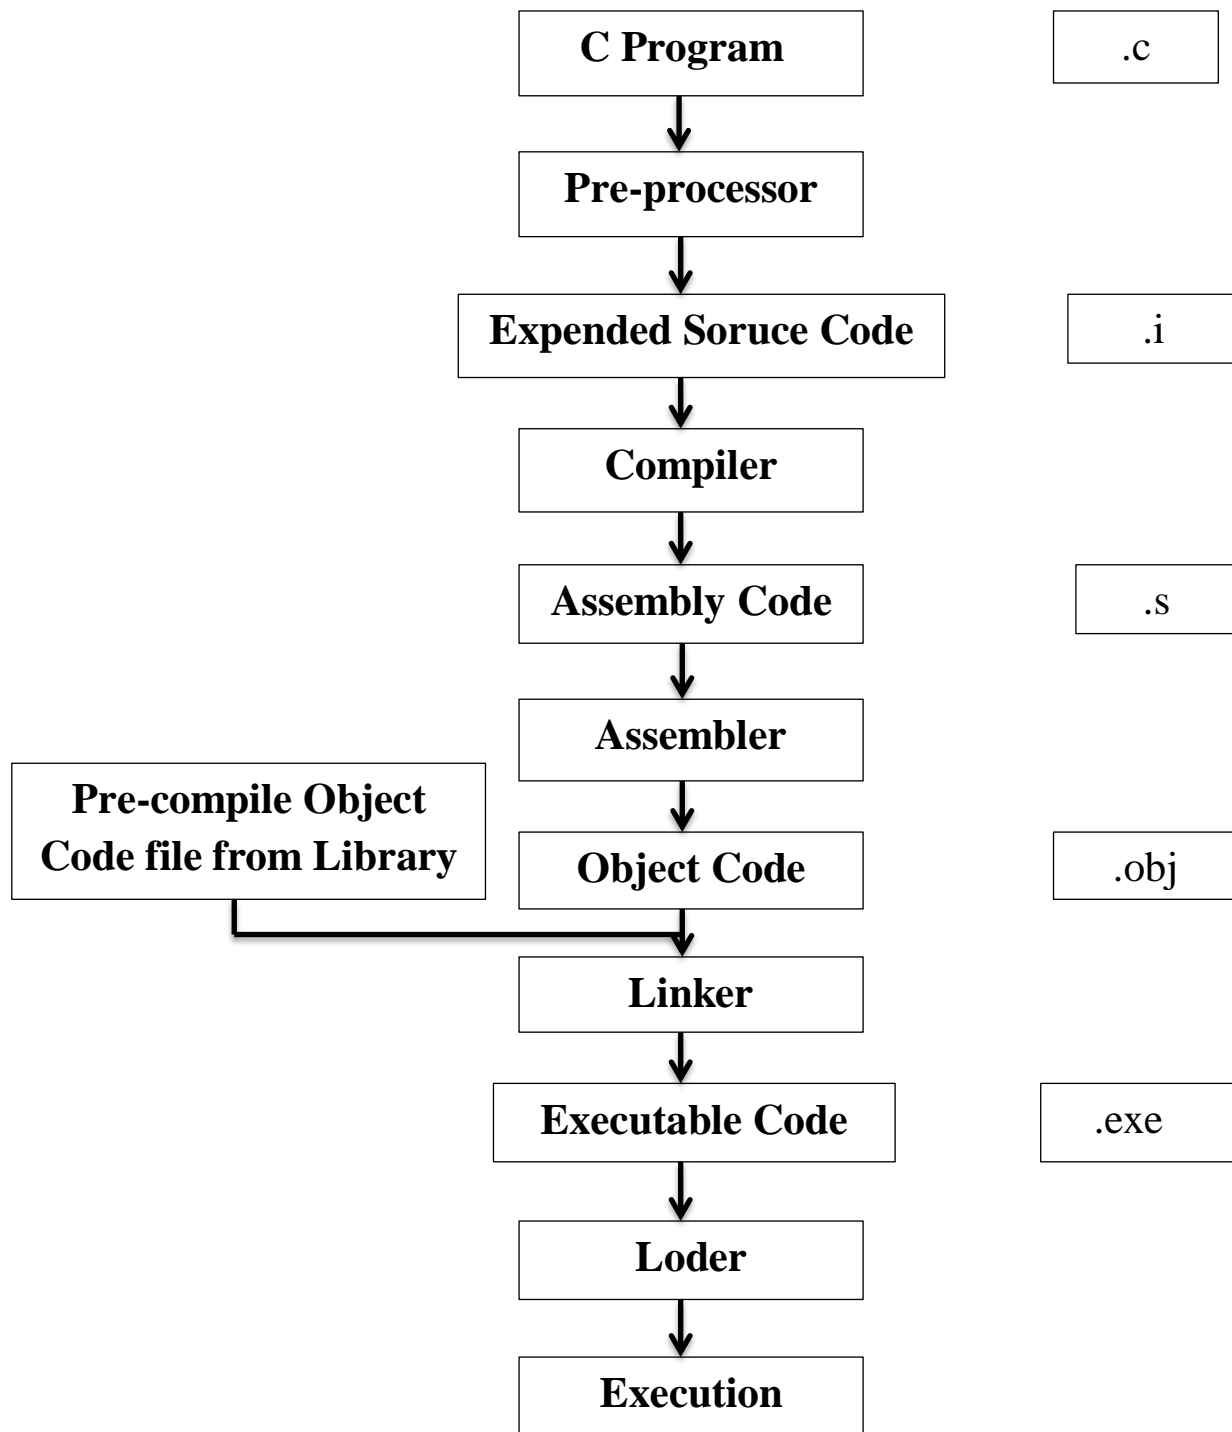 C Program
.c
Pre-processor
Expended Soruce Code
.i
Compiler
Assembly Code
.s
Assembler
Pre-compile Object
Code file from Library
Object Code
.obj
Linker
Executable Code
.exe
Loder
Execution